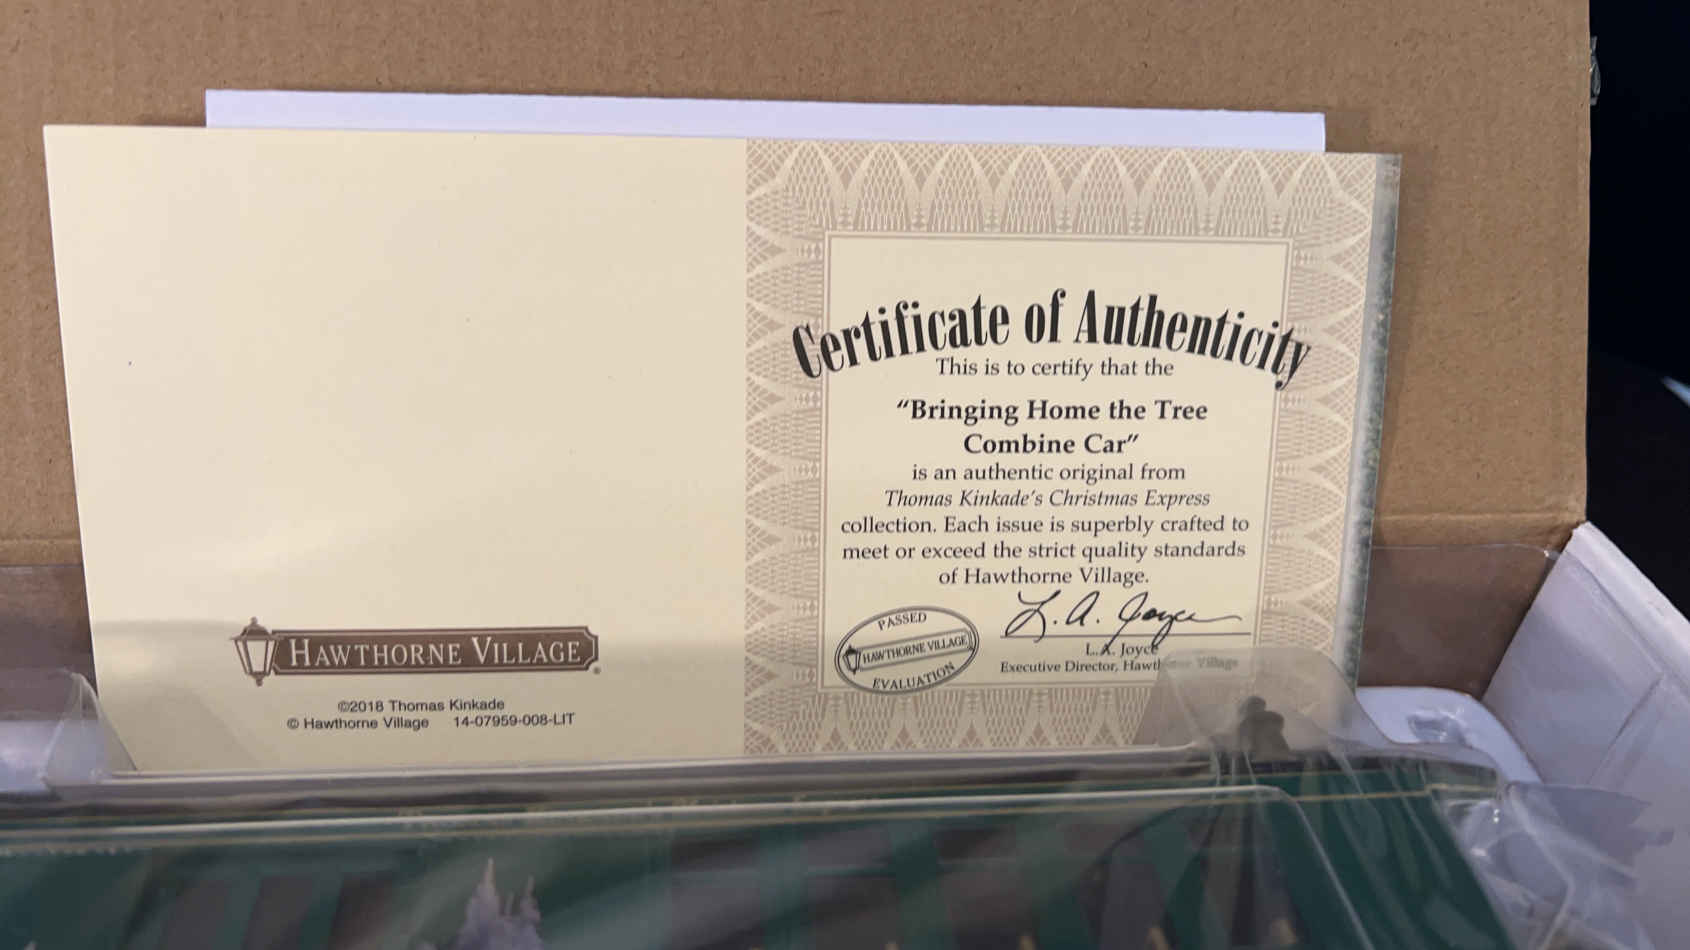 Certificate of Authenticity
This is to certify that the
“Bringing Home the Tree
Combine Car”
is an authentic original from
Thomas Kinkade's Christmas Express
collection. Each issue is superbly crafted to
meet or exceed the strict quality standards
of Hawthorne Village.
L. A. Joyce
L.A. Joyce
Executive Director, Hawthorne Village
PASSED
HAWTHORNE VILLAGE
EVALUATION
HAWTHORNE VILLAGE®
©2018 Thomas Kinkade
© Hawthorne Village 14-07959-008-LIT